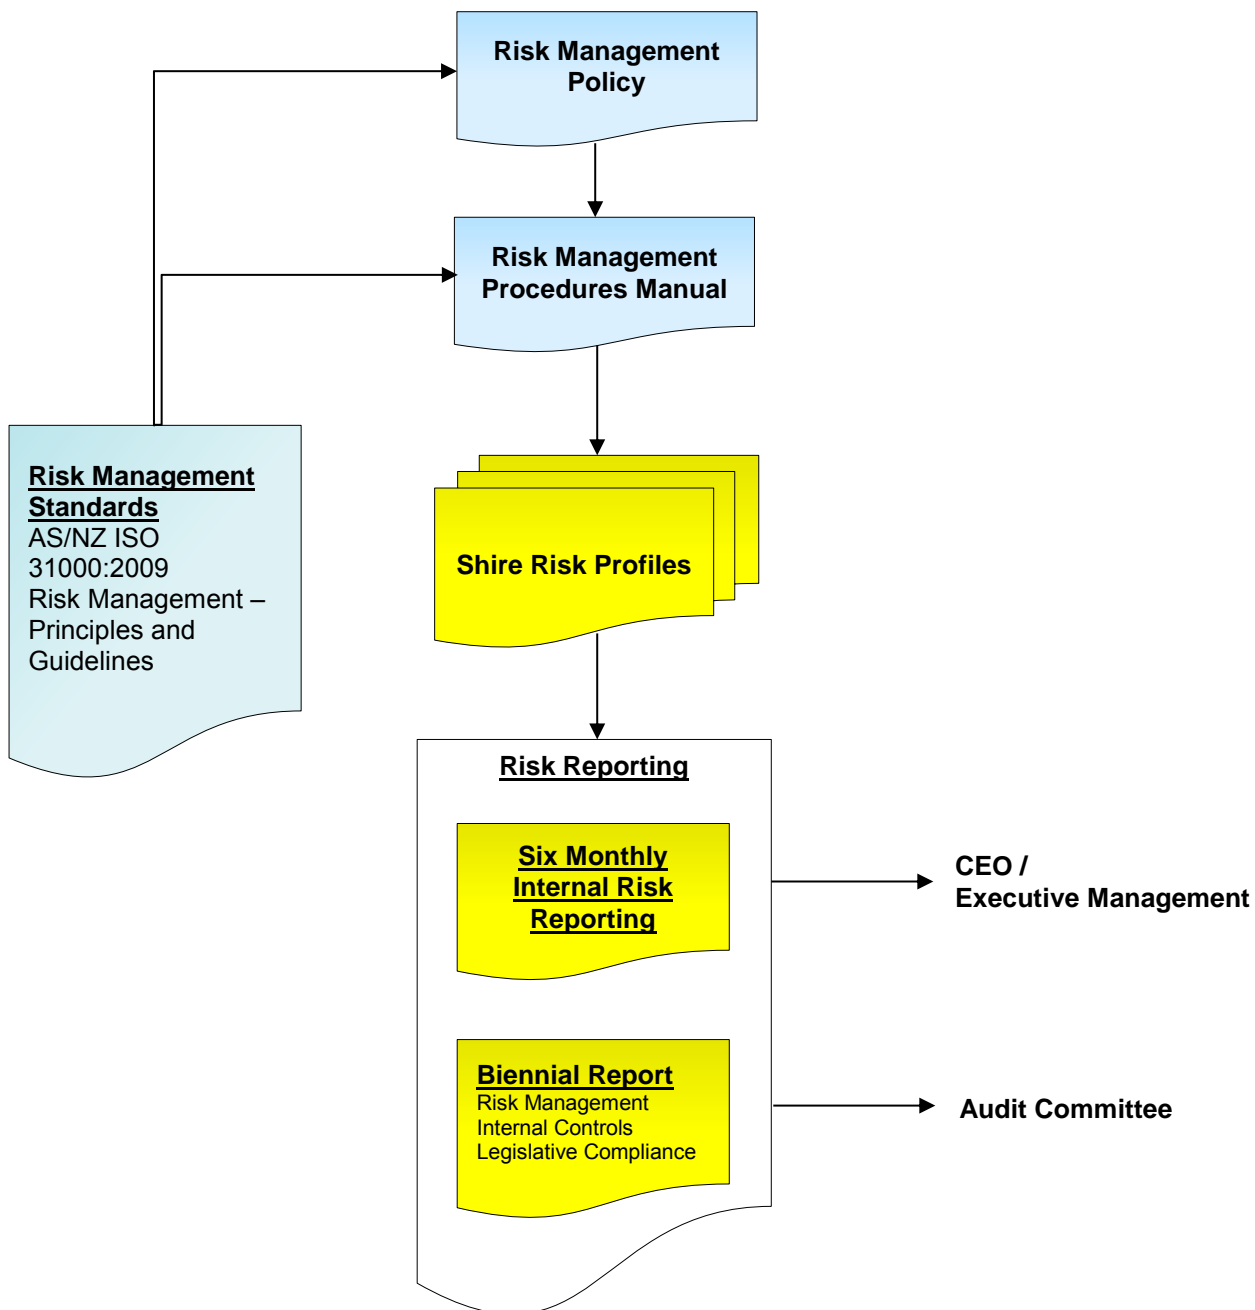 Risk Management
Policy
Risk Management
Procedures Manual
Risk Management
Standards
AS/NZ ISO
31000:2009
Risk Management –
Principles and
Guidelines
Shire Risk Profiles
Risk Reporting
Six Monthly
Internal Risk
Reporting
CEO /
Executive Management
Biennial Report
Risk Management
Internal Controls
Legislative Compliance
Audit Committee